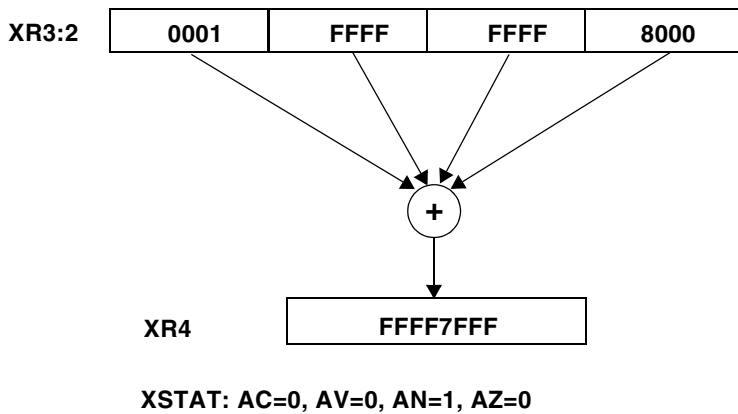 XR3:2 0001 FFFF FFFF 8000
+
XR4 FFFF7FFF
XSTAT: AC=0, AV=0, AN=1, AZ=0